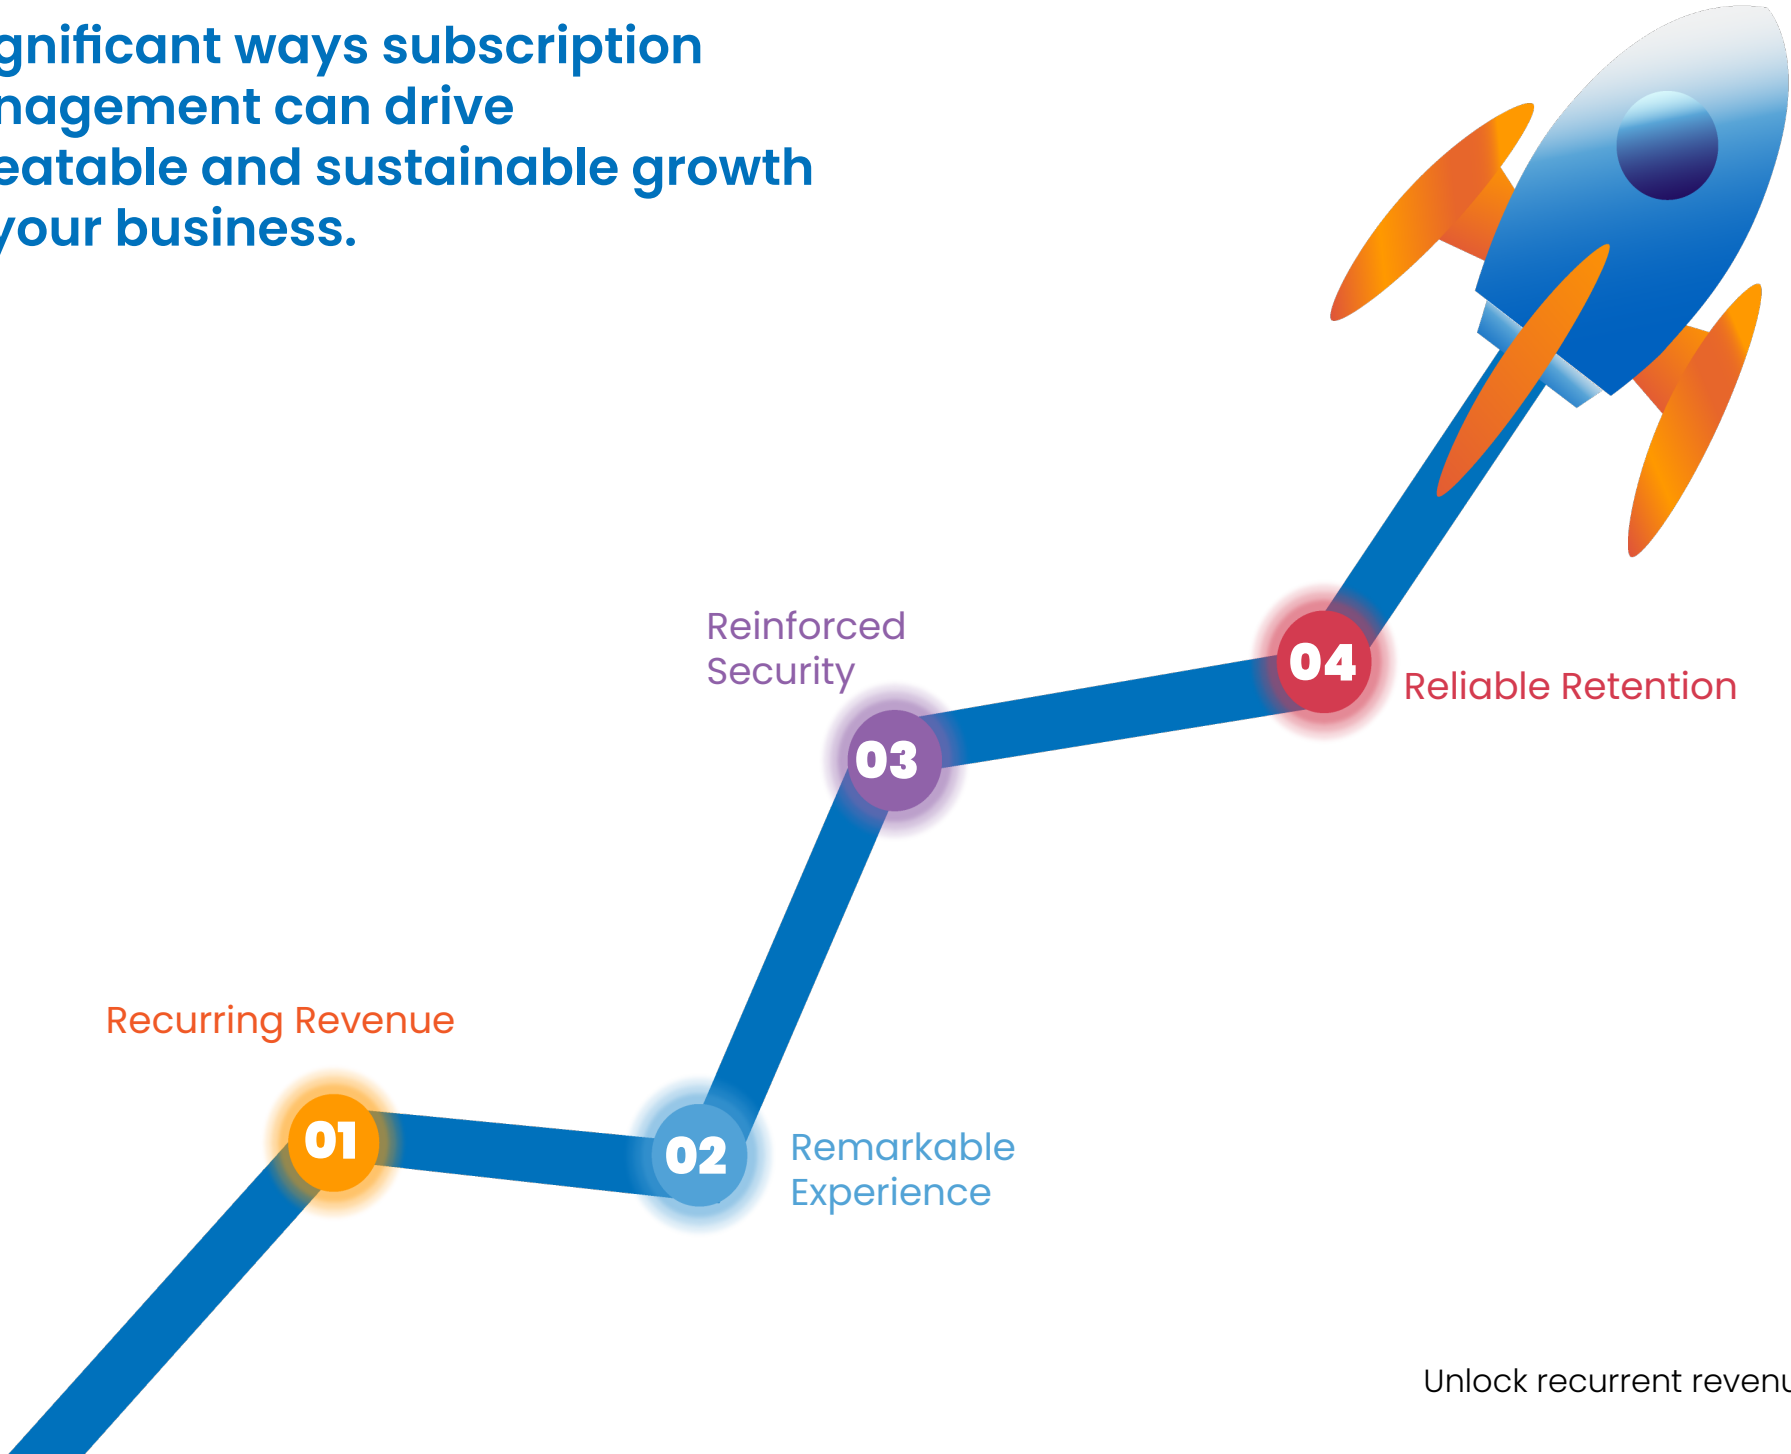 gnificant ways subscription
nagement can drive
eatable and sustainable growth
your business.
Reinforced
Security
04
Reliable Retention
03
Recurring Revenue
01
02
Remarkable
Experience
Unlock recurrent revenu